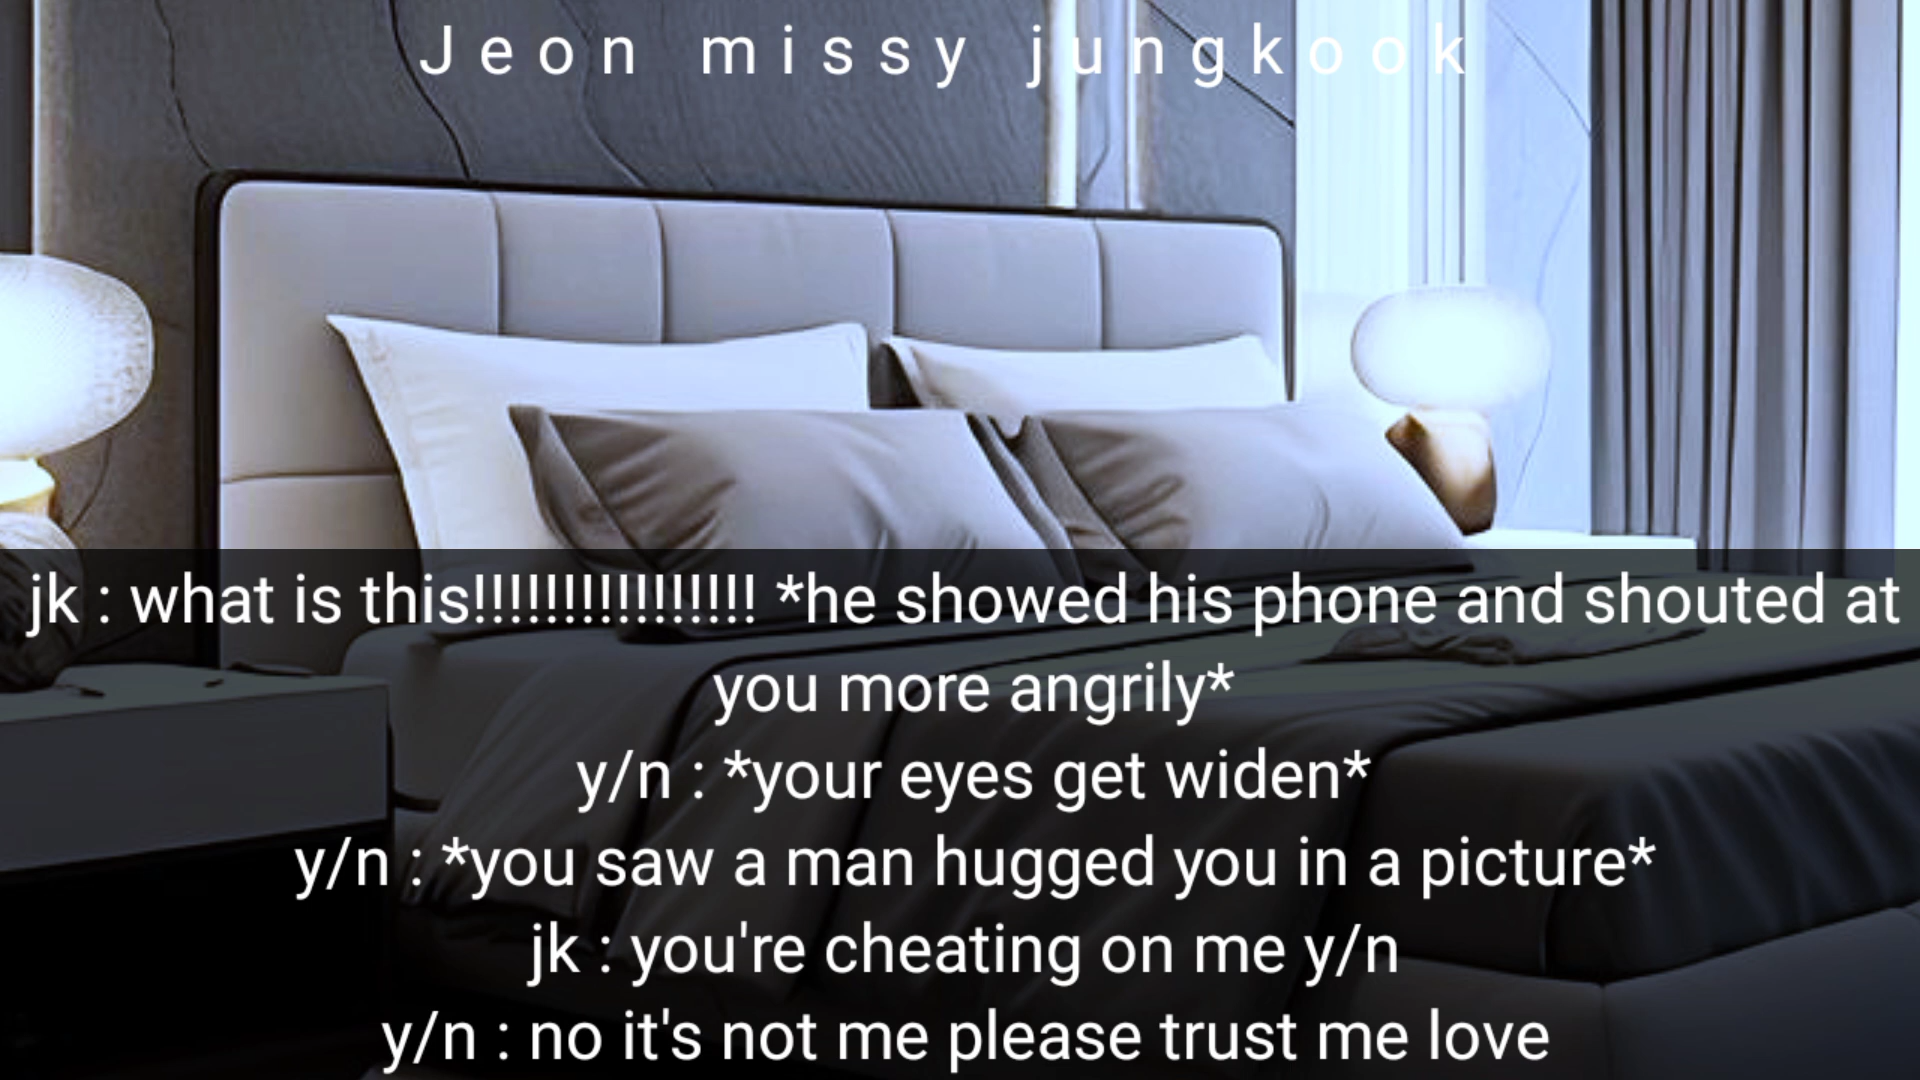 Jeon missy jungkook
jk : what is this!!!!!!!!!!!!!!!! *he showed his phone and shouted at
you more angrily*
y/n : *your eyes get widen*
y/n : *you saw a man hugged you in a picture*
jk : you're cheating on me y/n
y/n : no it's not me please trust me love